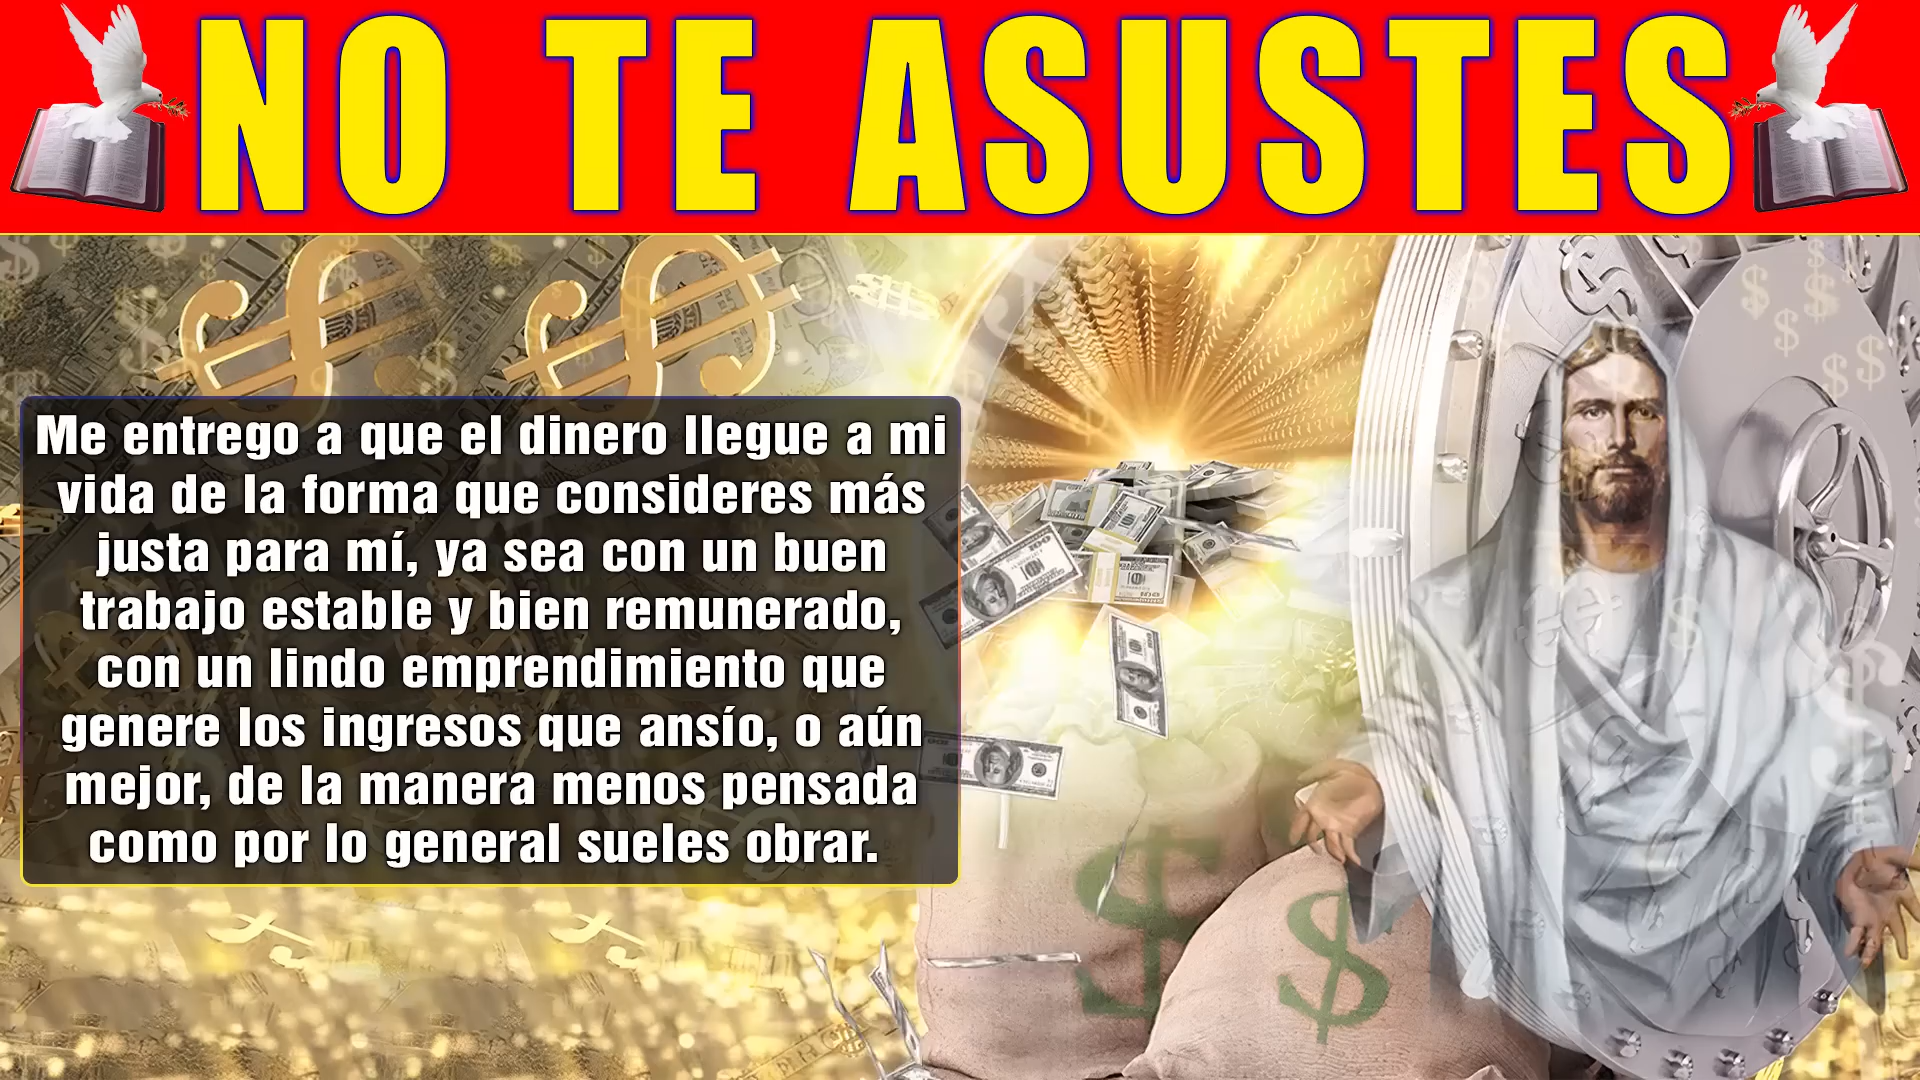 NO TE ASUSTES
Me entrego a que el dinero llegue a mi
vida de la forma que consideres más
justa para mí, ya sea con un buen
trabajo estable y bien remunerado,
con un lindo emprendimiento que
genere los ingresos que ansío, o aún
mejor, de la manera menos pensada
como por lo general sueles obrar.